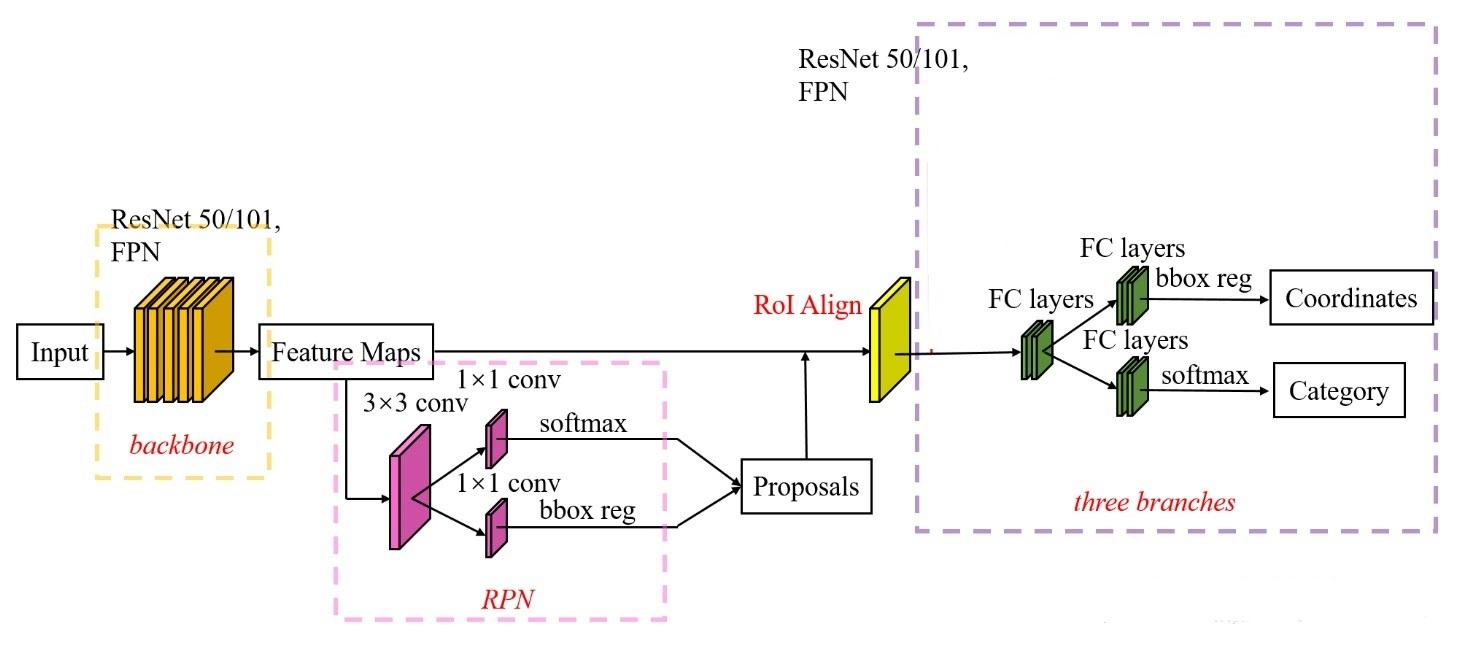 ResNet 50/101,
FPN
ResNet 50/101,
FPN
Input
backbone
Feature Maps
RoI Align
3×3 conv
1×1 conv
softmax
1×1 conv
bbox reg
RPN
Proposals
FC layers
FC layers
bbox reg
Coordinates
FC layers
softmax
Category
three branches